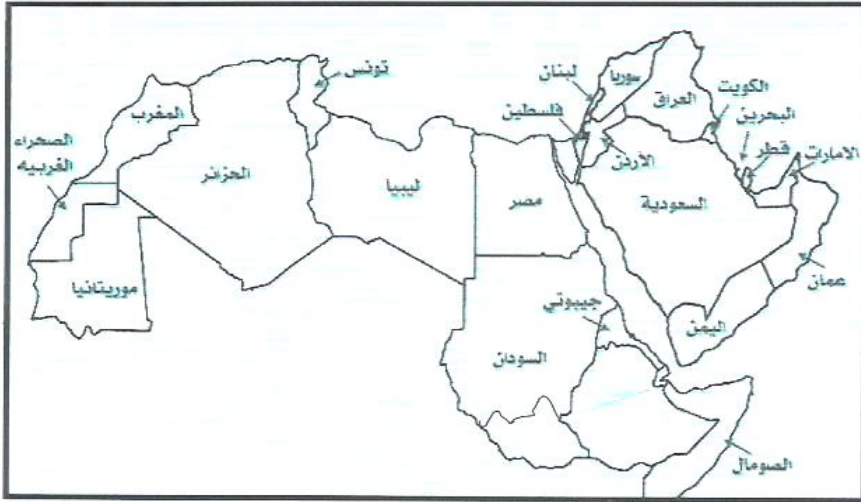 تونس
لبنان
سوريا
العراق
الكويت
البحرين
فلسطين
الأردن
قطر
الامارات
المغرب
الصحراء
الغربيه
الجزائر
ليبيا
مصر
السعودية
عمان
موريتانيا
جيبوتي
اليمن
السودان
الصومال